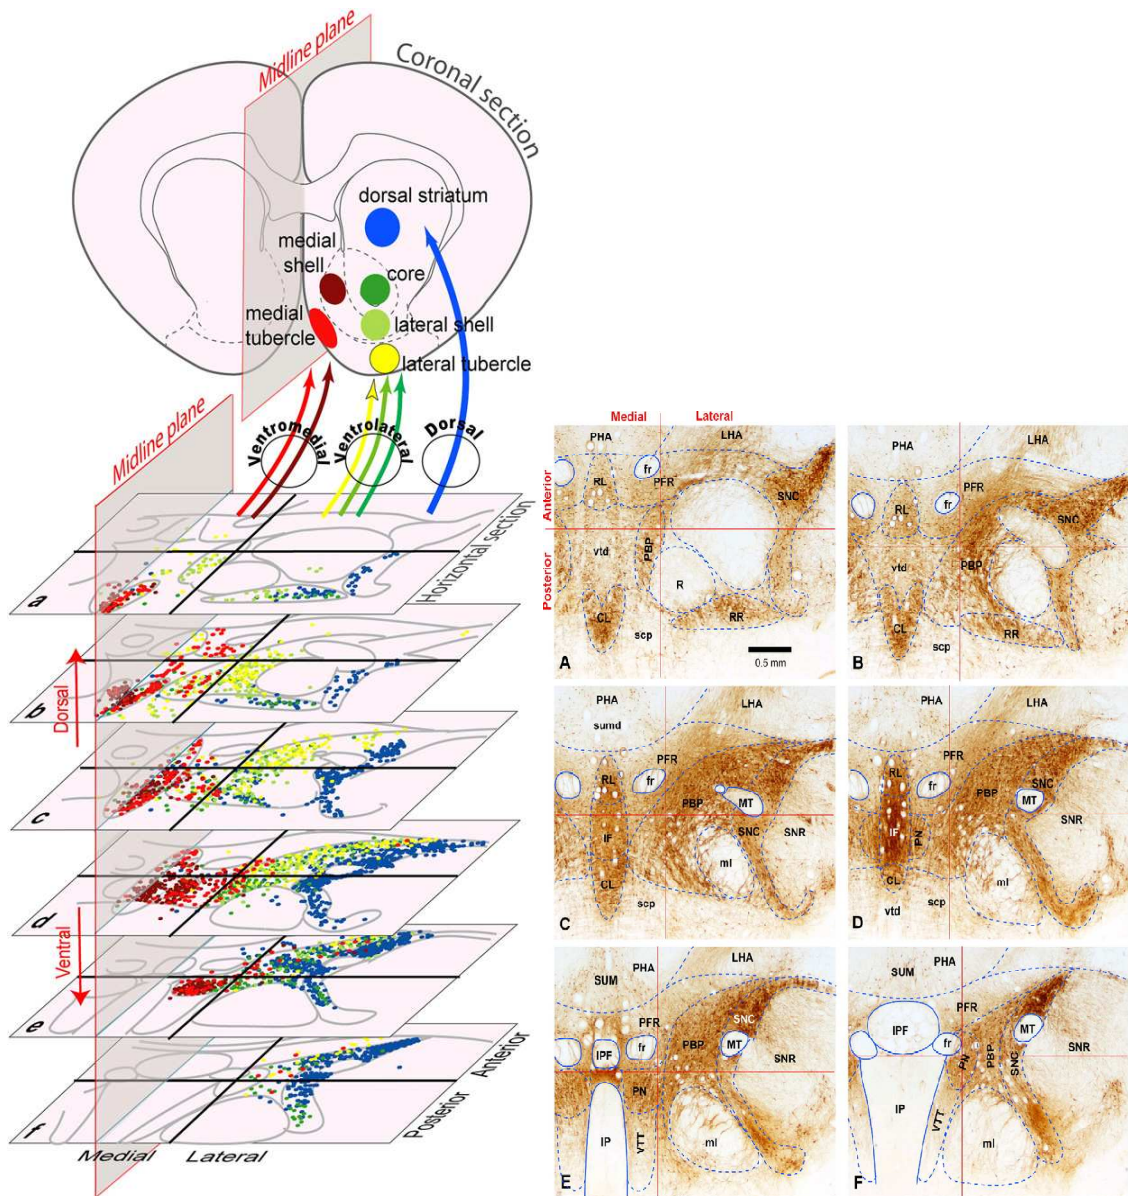 Midline plane
Coronal section
dorsal striatum
medial
shell
core
medial
tubercle
lateral shell
lateral tubercle
Midline plane
Ventromedial
Ventrolateral
Dorsal
Horizontal section
a
b
Dorsal
c
d
Ventral
e
f
Anterior
Posterior
Medial
Lateral
Medial
Lateral
Anterior
Posterior
PHA
LHA
fr
RL
PFR
SNC
vtd
PBP
R
CL
RR
scp
0.5 mm
A
PHA
LHA
PFR
fr
RL
SNC
vtd
PBP
CL
RR
scp
B
PHA
LHA
sumd
PFR
RL
fr
PBP
MT
SNC
SNR
IF
ml
CL
scp
C
PHA
LHA
PFR
RL
fr
PBP
SNC
MT
SNR
IF
PN
ml
CL
vtd
scp
D
PHA
LHA
SUM
PFR
SNC
PBP
MT
IPF
fr
SNR
PN
IP
VTT
ml
E
PHA
SUM
PFR
IPF
MT
fr
PN
PBP
SNC
SNR
IP
VTT
ml
F